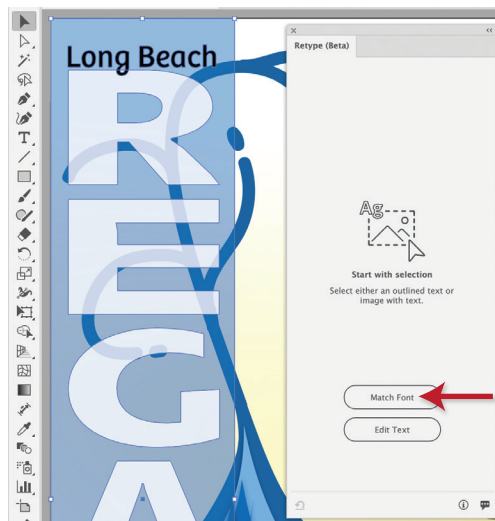 Long Beach
R
E
G
A
Retype (Beta)
Ag
Start with selection
Select either an outlined text or
image with text.
Match Font
Edit Text